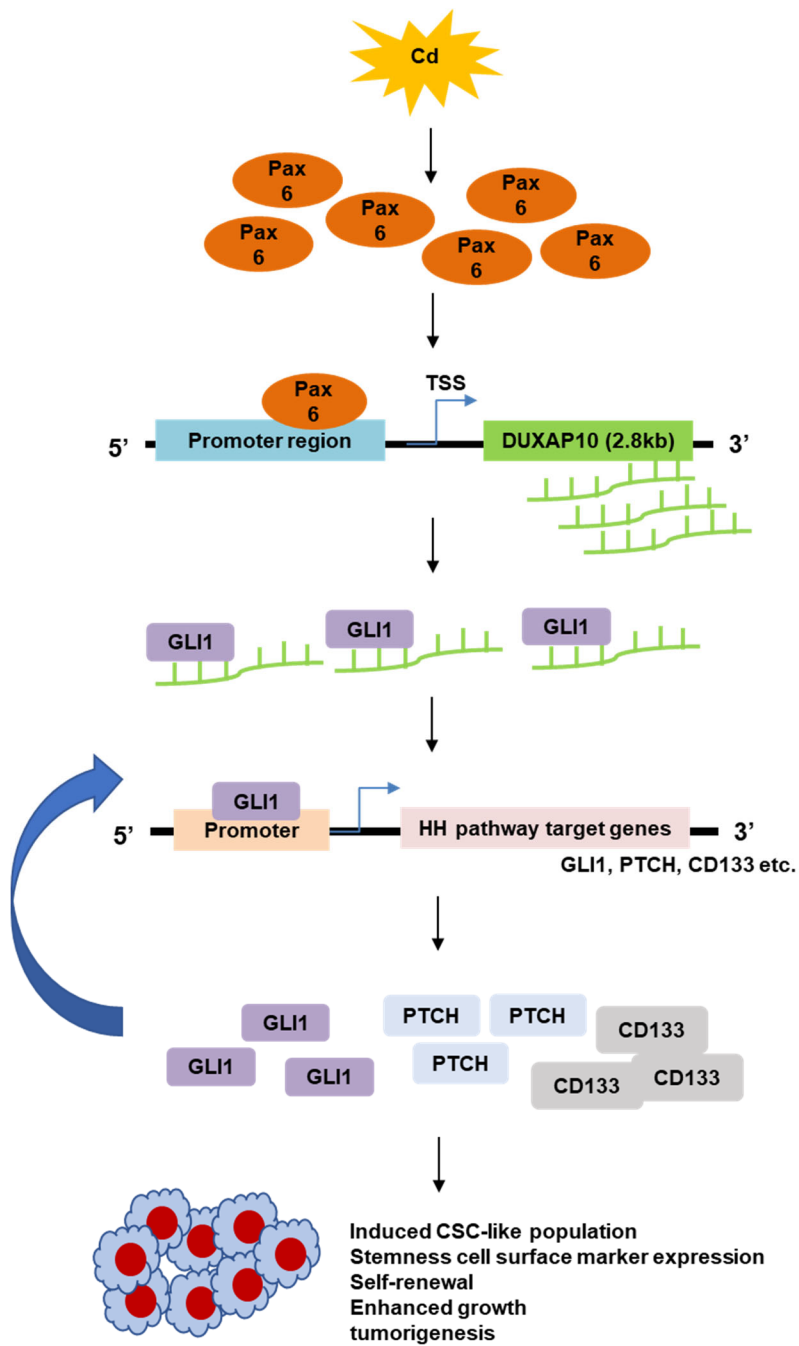 Cd
Pax
6
Pax
6
Pax
6
Pax
6
Pax
6
Pax
6
Pax
6
TSS
5’
Promoter region
DUXAP10 (2.8kb)
3’
GLI1
GLI1
GLI1
GLI1
5’
Promoter
HH pathway target genes
3’
GLI1, PTCH, CD133 etc.
GLI1
PTCH
PTCH
CD133
GLI1
GLI1
PTCH
CD133
CD133
Induced CSC-like population
Stemness cell surface marker expression
Self-renewal
Enhanced growth
tumorigenesis